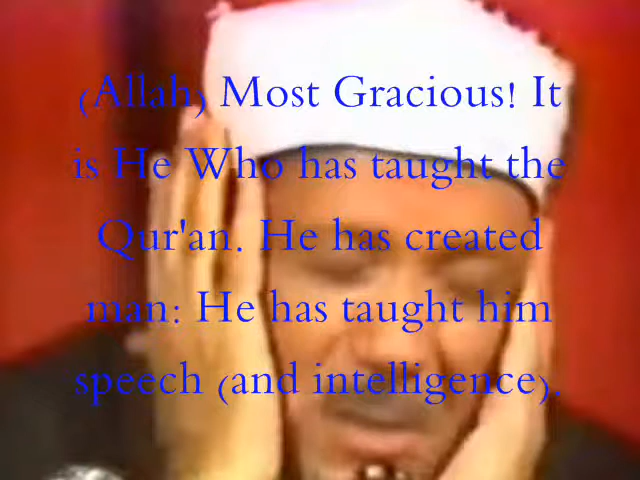 (Allah) Most Gracious! It
is He Who has taught the
Qur'an. He has created
man: He has taught him
speech (and intelligence).